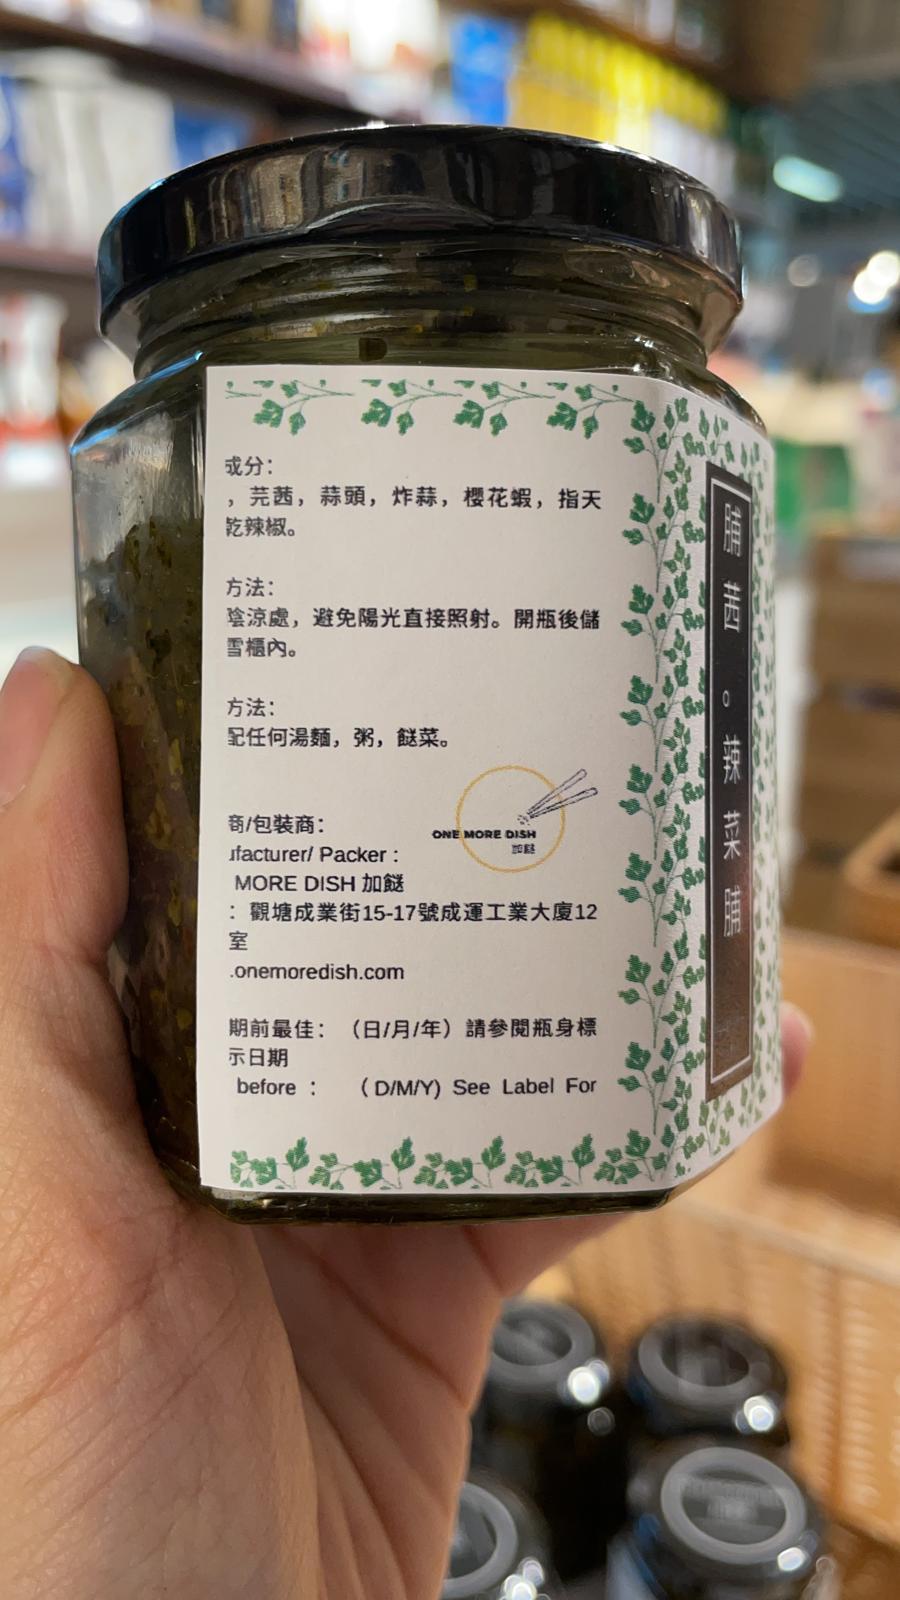 成分：
，芫茜，蒜頭，炸蒜，櫻花蝦，指天
乾辣椒。
方法：
陰涼處，避免陽光直接照射。開瓶後儲
雪櫃內。
方法：
配任何湯麵，粥，餸菜。
ONE MORE DISH
加餸
商/包裝商：
ufacturer/ Packer :
MORE DISH 加餸
：觀塘成業街15-17號成運工業大廈12
室
.onemoredish.com
期前最佳：（日/月/年）請參閱瓶身標
示日期
before : ( D/M/Y) See Label For
脯茜。辣菜脯